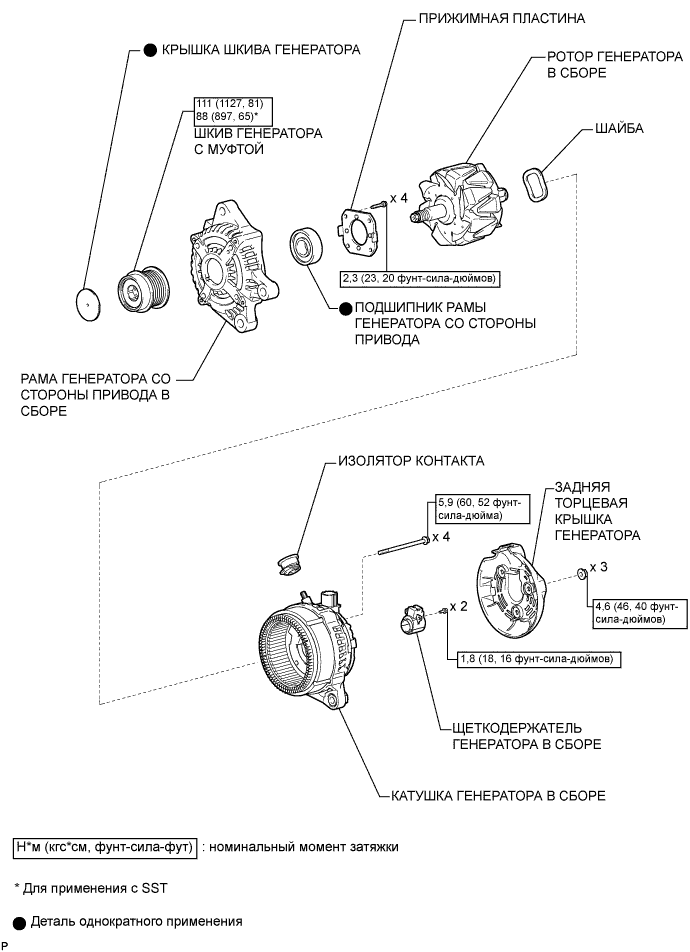 ПРИЖИМНАЯ ПЛАСТИНА
КРЫШКА ШКИВА ГЕНЕРАТОРА
РОТОР ГЕНЕРАТОРА
В СБОРЕ
111 (1127, 81)
88 (897, 65)*
ШКИВ ГЕНЕРАТОРА
С МУФТОЙ
ШАЙБА
x 4
2,3 (23, 20 фунт-сила-дюймов)
ПОДШИПНИК РАМЫ
ГЕНЕРАТОРА СО СТОРОНЫ
ПРИВОДА
РАМА ГЕНЕРАТОРА СО
СТОРОНЫ ПРИВОДА В
СБОРЕ
ИЗОЛЯТОР КОНТАКТА
5,9 (60, 52 фунт-
сила-дюйма)
x 4
ЗАДНЯЯ
ТОРЦЕВАЯ
КРЫШКА
ГЕНЕРАТОРА
x 3
4,6 (46, 40 фунт-
сила-дюймов)
x 2
1,8 (18, 16 фунт-сила-дюймов)
ЩЕТКОДЕРЖАТЕЛЬ
ГЕНЕРАТОРА В СБОРЕ
КАТУШКА ГЕНЕРАТОРА В СБОРЕ
Н*м (кгс*см, фунт-сила-фут) : номинальный момент затяжки
* Для применения с SST
Деталь однократного применения
P